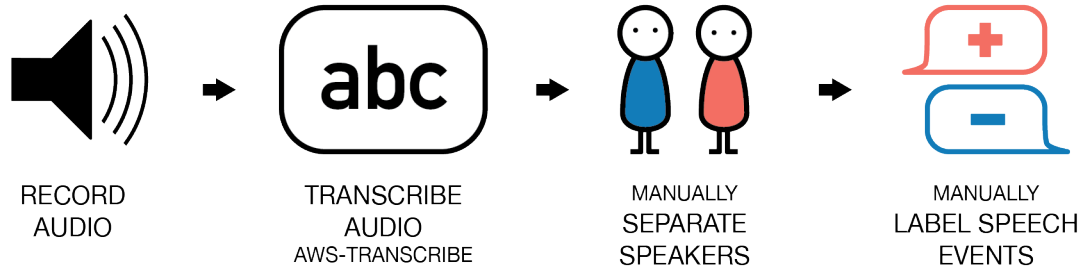 abc
RECORD
AUDIO
TRANSCRIBE
AUDIO
AWS-TRANSCRIBE
MANUALLY
SEPARATE
SPEAKERS
MANUALLY
LABEL SPEECH
EVENTS